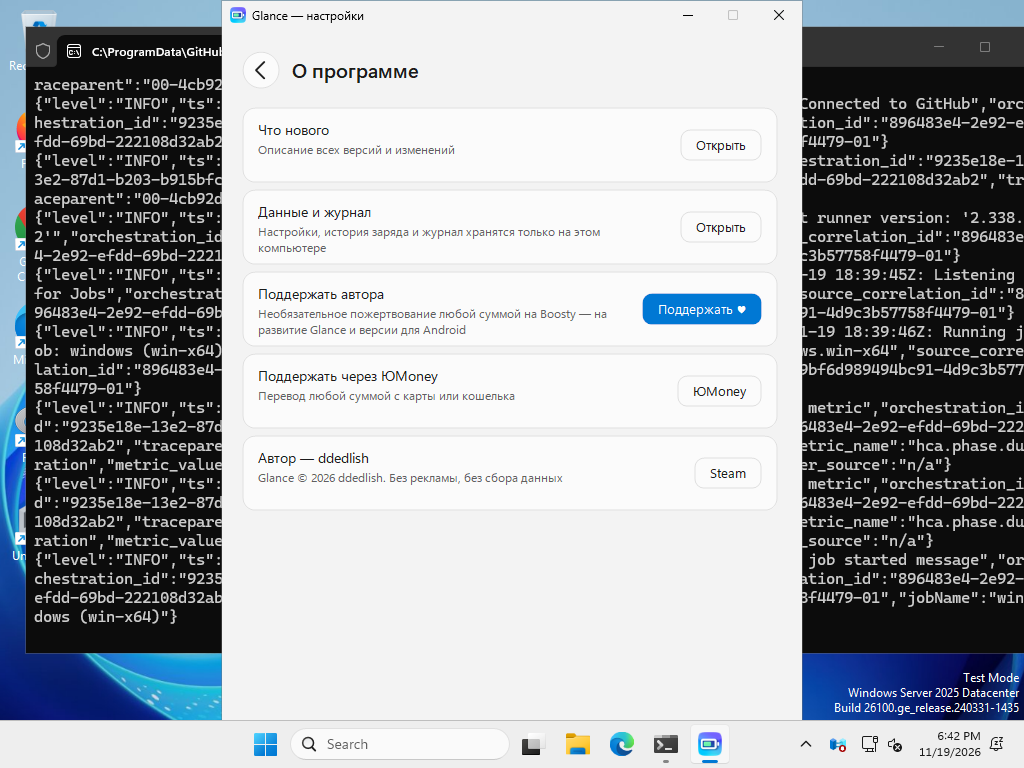 Glance — настройки
О программе
Что нового
Описание всех версий и изменений
Открыть
Данные и журнал
Настройки, история заряда и журнал хранятся только на этом
компьютере
Открыть
Поддержать автора
Необязательное пожертвование любой суммой на Boosty — на
развитие Glance и версии для Android
Поддержать ♥
Поддержать через ЮMoney
Перевод любой суммой с карты или кошелька
ЮMoney
Автор — ddedlish
Glance © 2026 ddedlish. Без рекламы, без сбора данных
Steam
C:\ProgramData\GitHu
raceparent":"00-4cb92
{"level":"INFO","ts":
hestration_id":"9235e
fdd-69bd-222108d32ab2
{"level":"INFO","ts":
3e2-87d1-b203-b915bfc
aceparent":"00-4cb92d
{"level":"INFO","ts":
2'","orchestration_id
4-2e92-efdd-69bd-2221
{"level":"INFO","ts":
for Jobs","orchestrat
96483e4-2e92-efdd-69b
{"level":"INFO","ts":
ob: windows (win-x64)
lation_id":"896483e4-
58f4479-01"}
{"level":"INFO","ts":
d":"9235e18e-13e2-87d
108d32ab2","tracepare
ration","metric_value
{"level":"INFO","ts":
d":"9235e18e-13e2-87d
108d32ab2","tracepare
ration","metric_value
{"level":"INFO","ts":
chestration_id":"9235
efdd-69bd-222108d32ab
dows (win-x64)"}
Connected to GitHub","orc
tion_id":"896483e4-2e92-e
f4479-01"}
estration_id":"9235e18e-1
dd-69bd-222108d32ab2","tr
t runner version: '2.338.
_correlation_id":"896483e
c3b57758f4479-01"}
-19 18:39:45Z: Listening
source_correlation_id":"8
91-4d9c3b57758f4479-01"}
1-19 18:39:46Z: Running j
ws.win-x64","source_corre
9bf6d989494bc91-4d9c3b577
metric","orchestration_i
6483e4-2e92-efdd-69bd-222
etric_name":"hca.phase.du
er_source":"n/a"}
metric","orchestration_i
6483e4-2e92-efdd-69bd-222
etric_name":"hca.phase.du
_source":"n/a"}
job started message","or
ation_id":"896483e4-2e92-
8f4479-01","jobName":"win
Test Mode
Windows Server 2025 Datacenter
Build 26100.ge_release.240331-1435
Search
6:42 PM
11/19/2026